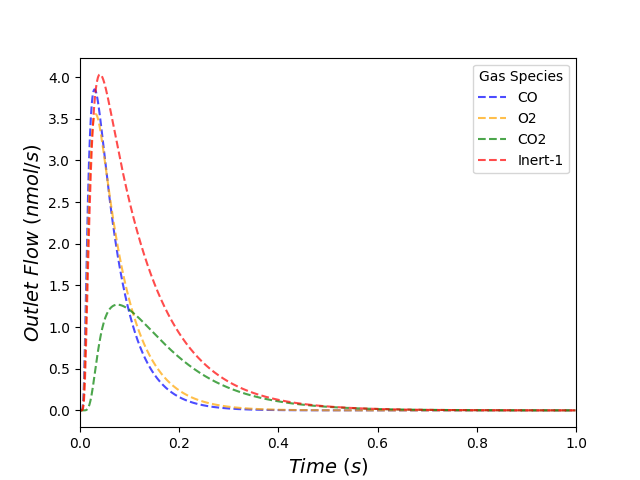 Gas Species
CO
O2
CO2
Inert-1
4.0
3.5
3.0
2.5
2.0
1.5
1.0
0.5
0.0
Outlet Flow (nmol/s)
0.0 0.2 0.4 0.6 0.8 1.0
Time (s)